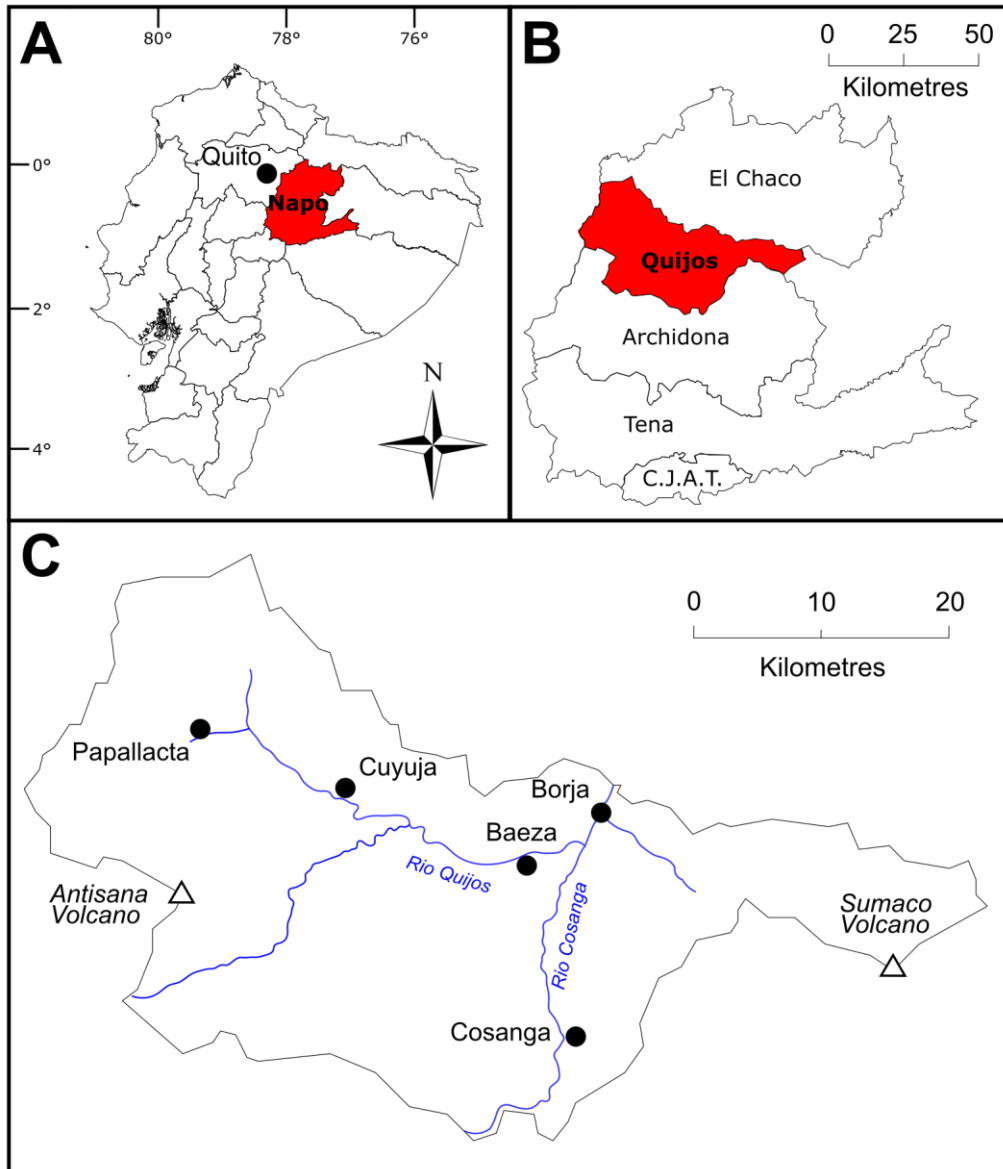 A
80°
78°
76°
0°
2°
4°
Quito
Napo
N
B
0
25
50
Kilometres
El Chaco
Quijos
Archidona
Tena
C.J.A.T.
C
0
10
20
Kilometres
Papallacta
Cuyuja
Borja
Baeza
Rio Quijos
Antisana
Volcano
Rio Cosanga
Sumaco
Volcano
Cosanga